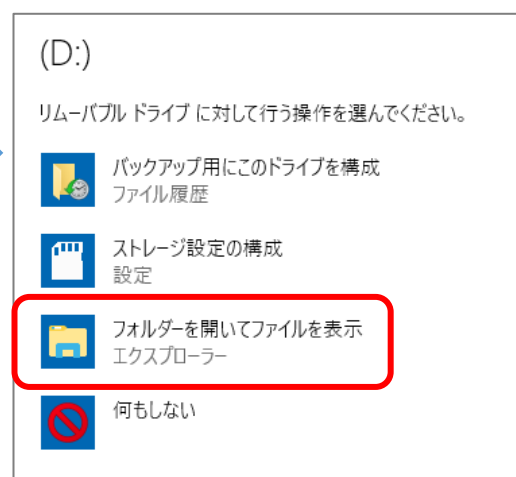 (D:)
リムーバブル ドライブ に対して行う操作を選んでください。
バックアップ用にこのドライブを構成
ファイル履歴
ストレージ設定の構成
設定
フォルダーを開いてファイルを表示
エクスプローラー
何もしない